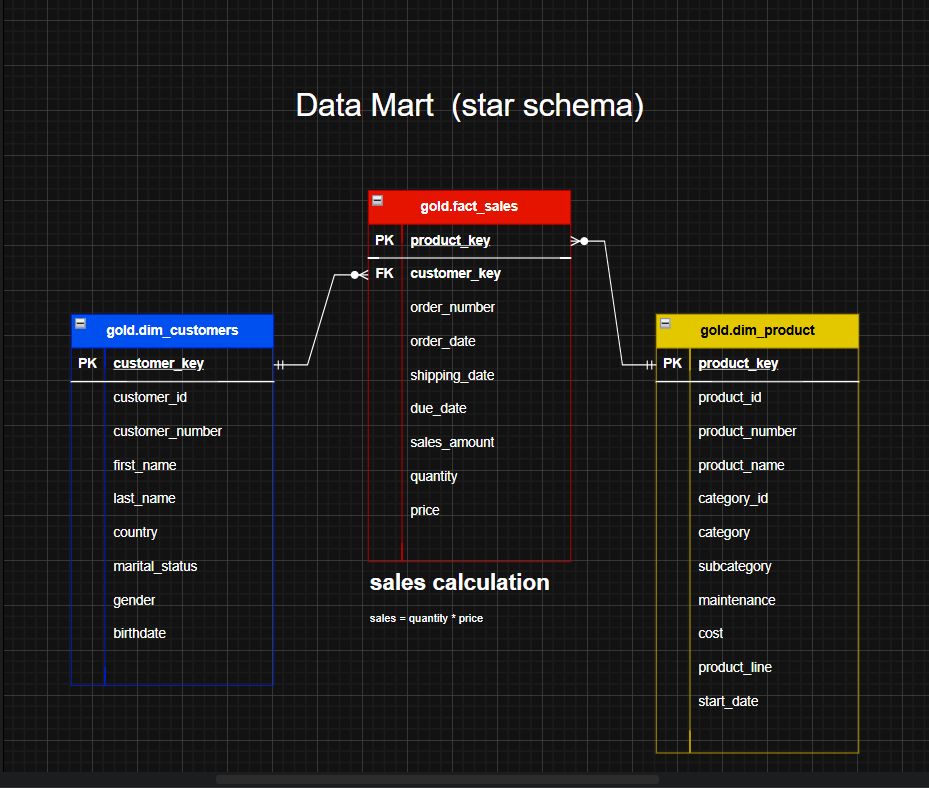 Data Mart (star schema)
gold.fact_sales
PK product_key
FK customer_key
order_number
order_date
shipping_date
due_date
sales_amount
quantity
price
sales calculation
sales = quantity * price
gold.dim_customers
PK customer_key
customer_id
customer_number
first_name
last_name
country
marital_status
gender
birthdate
gold.dim_product
PK product_key
product_id
product_number
product_name
category_id
category
subcategory
maintenance
cost
product_line
start_date